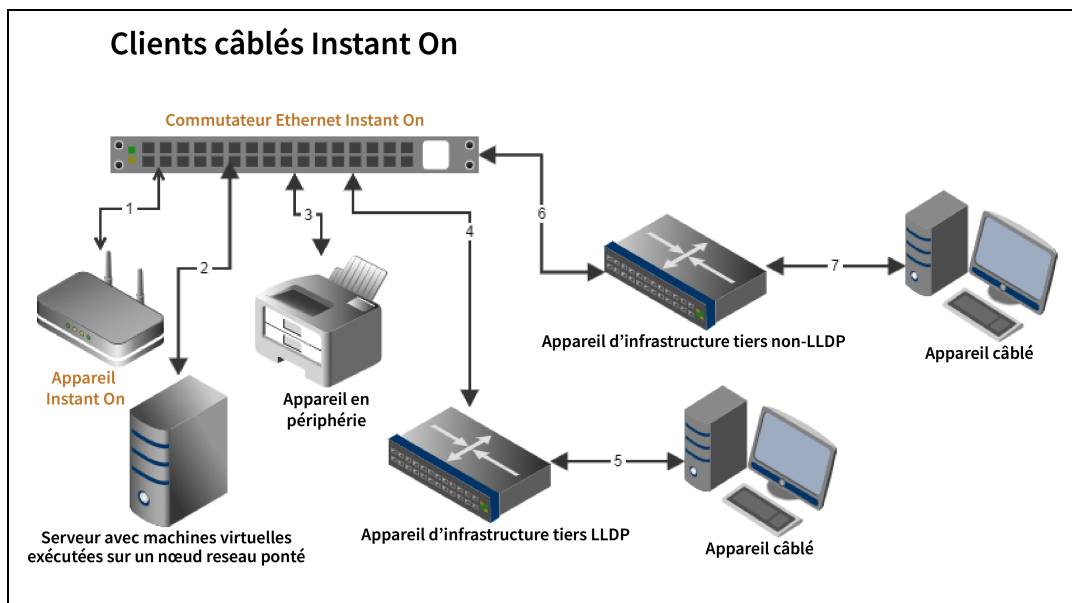 Clients câblés Instant On
Commutateur Ethernet Instant On
1
2
3
4
6
7
Appareil
Instant On
Appareil en
périphérie
Appareil d’infrastructure tiers non-LLDP
Appareil câblé
5
Serveur avec machines virtuelles
exécutées sur un nœud reseau ponté
Appareil d’infrastructure tiers LLDP
Appareil câblé